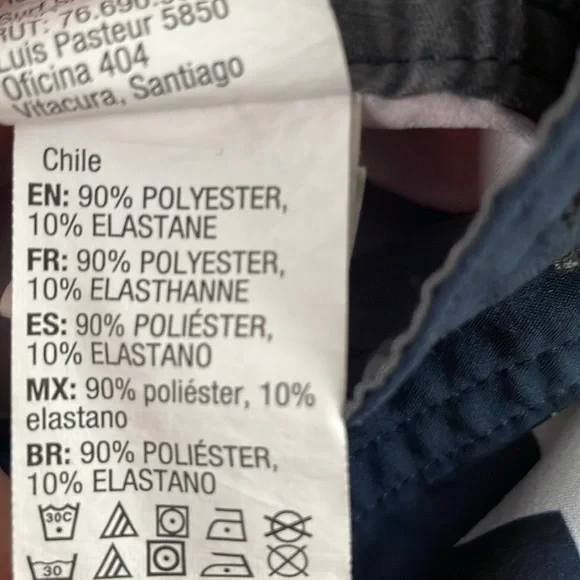 RUT: 76.690.
Luis Pasteur 5850
Oficina 404
Vitacura, Santiago
Chile
EN: 90% POLYESTER,
10% ELASTANE
FR: 90% POLYESTER,
10% ELASTHANNE
ES: 90% POLIÉSTER,
10% ELASTANO
MX: 90% poliéster, 10%
elastano
BR: 90% POLIÉSTER,
10% ELASTANO
30C
30